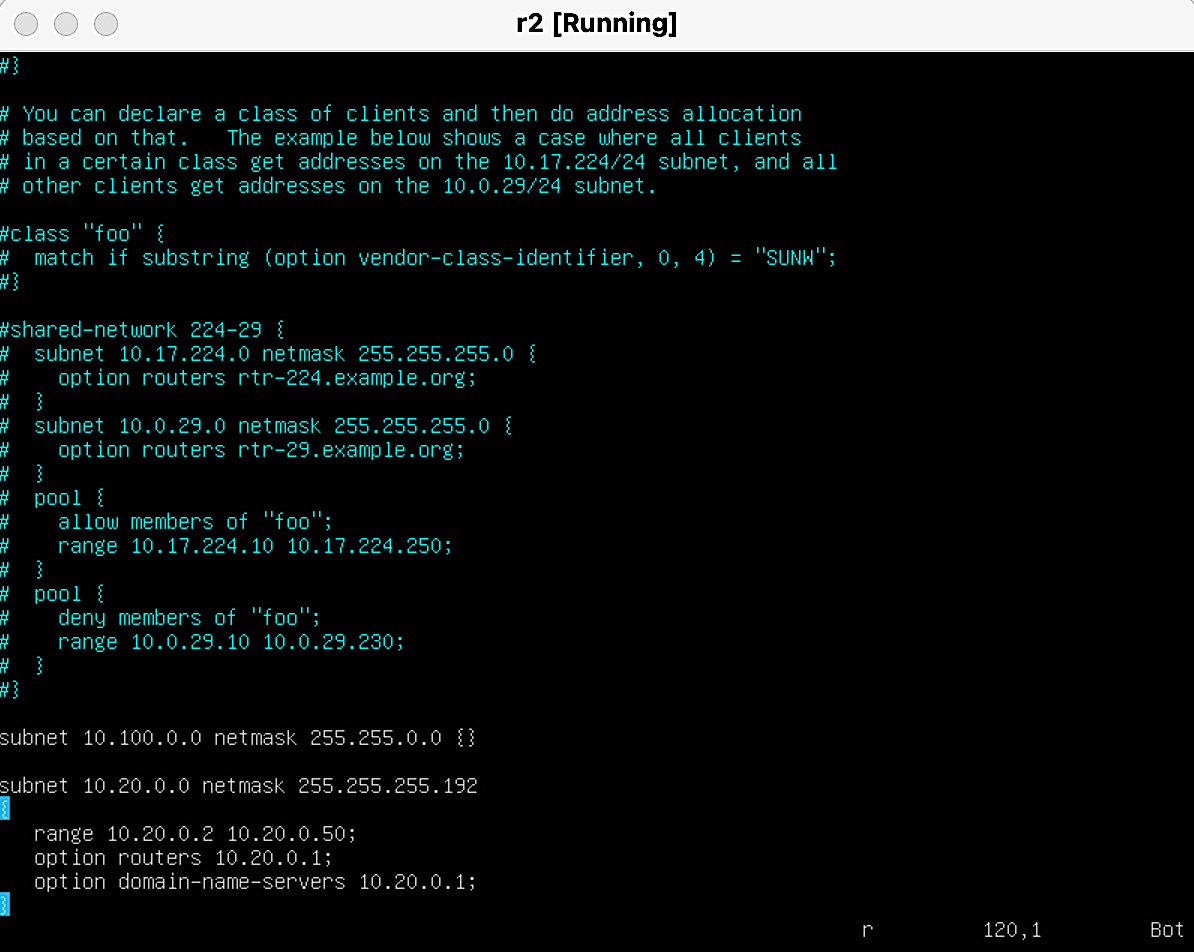 r2 [Running]
#}
# You can declare a class of clients and then do address allocation
# based on that.   The example below shows a case where all clients
# in a certain class get addresses on the 10.17.224/24 subnet, and all
# other clients get addresses on the 10.0.29/24 subnet.
#class "foo" {
#  match if substring (option vendor-class-identifier, 0, 4) = "SUNW";
#}
#shared-network 224-29 {
#  subnet 10.17.224.0 netmask 255.255.255.0 {
#    option routers rtr-224.example.org;
#  }
#  subnet 10.0.29.0 netmask 255.255.255.0 {
#    option routers rtr-29.example.org;
#  }
#  pool {
#    allow members of "foo";
#    range 10.17.224.10 10.17.224.250;
#  }
#  pool {
#    deny members of "foo";
#    range 10.0.29.10 10.0.29.230;
#  }
#}
subnet 10.100.0.0 netmask 255.255.0.0 {}
subnet 10.20.0.0 netmask 255.255.255.192
{
   range 10.20.0.2 10.20.0.50;
   option routers 10.20.0.1;
   option domain-name-servers 10.20.0.1;
}
r 120,1 Bot